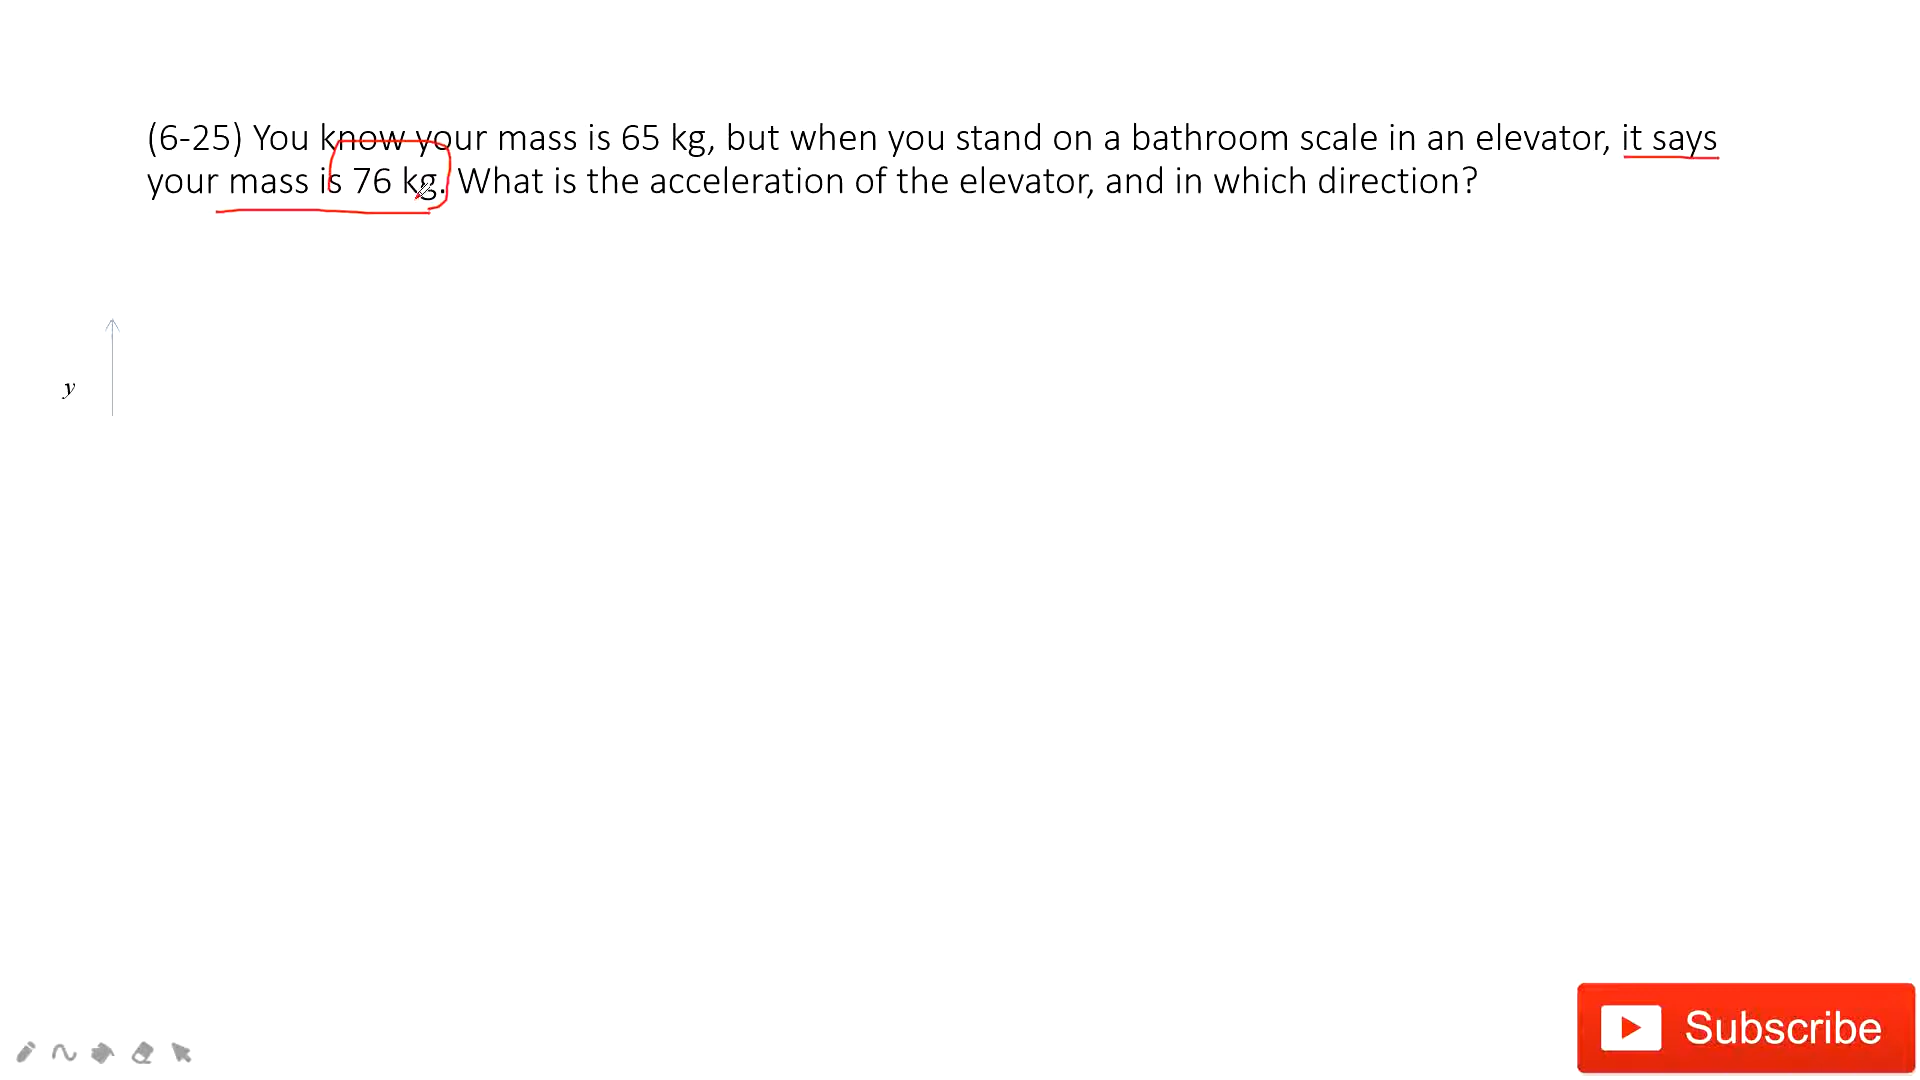 (6-25) You know your mass is 65 kg, but when you stand on a bathroom scale in an elevator, it says
your mass is 76 kg. What is the acceleration of the elevator, and in which direction?
y
Subscribe